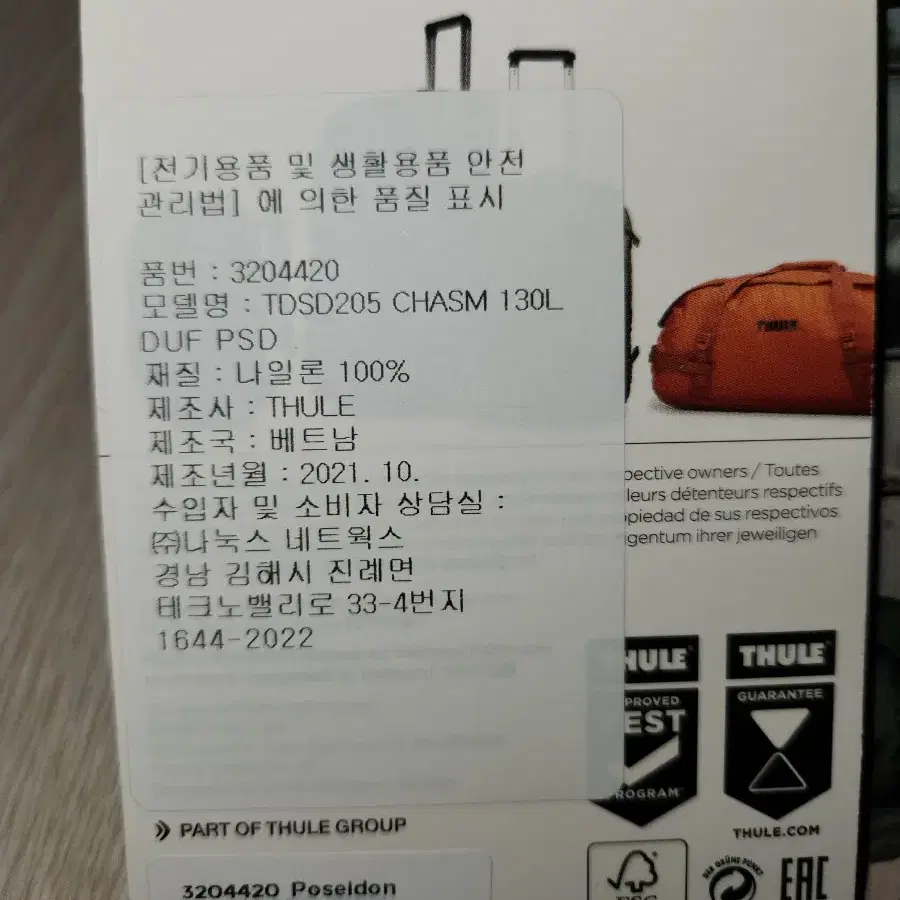 [전기용품 및 생활용품 안전
관리법] 에 의한 품질 표시
품번 : 3204420
모델명 : TDSD205 CHASM 130L
DUF PSD
재질 : 나일론 100%
제조사 : THULE
제조국 : 베트남
제조년월 : 2021. 10.
수입자 및 소비자 상담실 :
㈜나눅스 네트웍스
경남 김해시 진례면
테크노밸리로 33-4번지
1644-2022
THULE
owners / Toutes
leurs détenteurs respectifs
de sus respectivos
ihrer jeweiligen
THULE
GUARANTEE
PROGRAM
THULE.COM
PART OF THULE GROUP
3204420 Poseidon
DER GRÜNE PUNKT
EAC
FSC